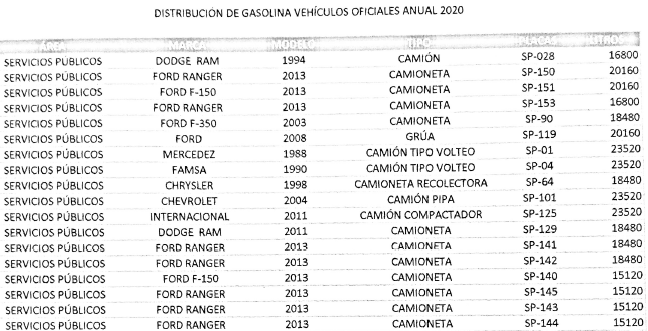 DISTRIBUCIÓN DE GASOLINA VEHÍCULOS OFICIALES ANUAL 2020
ÁREA MARCA MODELO TIPO
SERVICIOS PÚBLICOS DODGE RAM 1994 CAMIÓN SP-028 16800
SERVICIOS PÚBLICOS FORD RANGER 2013 CAMIONETA SP-150 20160
SERVICIOS PÚBLICOS FORD F-150 2013 CAMIONETA SP-151 20160
SERVICIOS PÚBLICOS FORD RANGER 2013 CAMIONETA SP-153 16800
SERVICIOS PÚBLICOS FORD F-350 2003 CAMIONETA SP-90 18480
SERVICIOS PÚBLICOS FORD 2008 GRÚA SP-119 20160
SERVICIOS PÚBLICOS MERCEDEZ 1988 CAMIÓN TIPO VOLTEO SP-01 23520
SERVICIOS PÚBLICOS FAMSA 1990 CAMIÓN TIPO VOLTEO SP-04 23520
SERVICIOS PÚBLICOS CHRYSLER 1998 CAMIONETA RECOLECTORA SP-64 18480
SERVICIOS PÚBLICOS CHEVROLET 2004 CAMIÓN PIPA SP-101 23520
SERVICIOS PÚBLICOS INTERNACIONAL 2011 CAMIÓN COMPACTADOR SP-125 23520
SERVICIOS PÚBLICOS DODGE RAM 2011 CAMIONETA SP-129 18480
SERVICIOS PÚBLICOS FORD RANGER 2013 CAMIONETA SP-141 18480
SERVICIOS PÚBLICOS FORD RANGER 2013 CAMIONETA SP-142 18480
SERVICIOS PÚBLICOS FORD F-150 2013 CAMIONETA SP-140 15120
SERVICIOS PÚBLICOS FORD RANGER 2013 CAMIONETA SP-145 15120
SERVICIOS PÚBLICOS FORD RANGER 2013 CAMIONETA SP-143 15120
SERVICIOS PÚBLICOS FORD RANGER 2013 CAMIONETA SP-144 15120